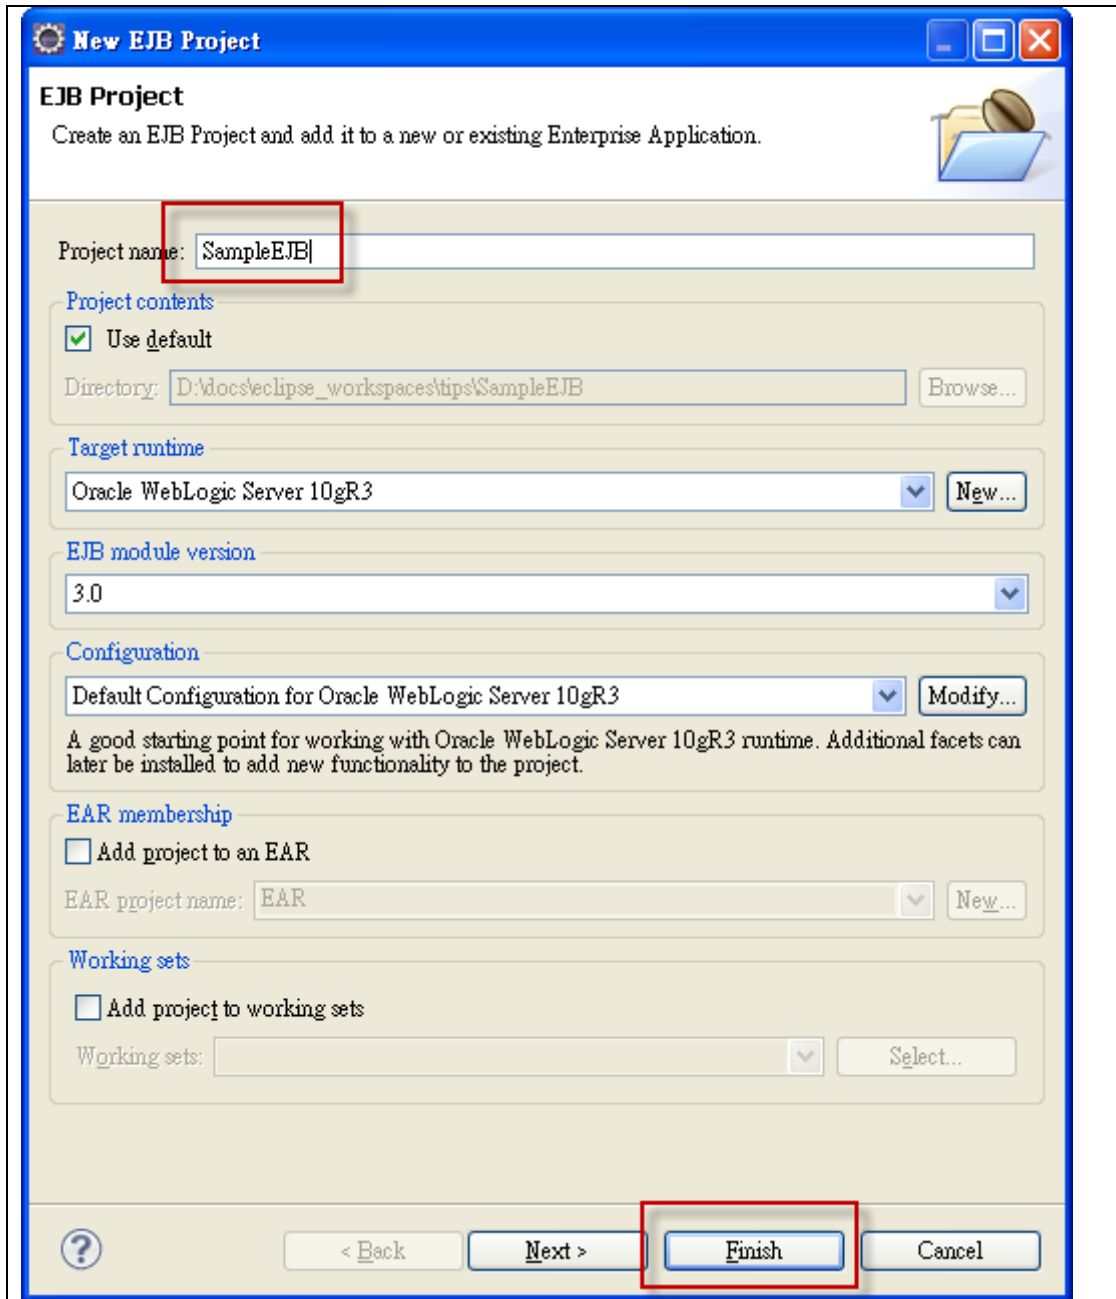 New EJB Project
EJB Project
Create an EJB Project and add it to a new or existing Enterprise Application.
Project name: SampleEJB
Project contents
Use default
Directory: D:\docs\eclipse_workspaces\tips\SampleEJB Browse...
Target runtime
Oracle WebLogic Server 10gR3 New...
EJB module version
3.0
Configuration
Default Configuration for Oracle WebLogic Server 10gR3 Modify...
A good starting point for working with Oracle WebLogic Server 10gR3 runtime. Additional facets can
later be installed to add new functionality to the project.
EAR membership
Add project to an EAR
EAR project name: EAR New...
Working sets
Add project to working sets
Working sets: Select...
? < Back Next > Finish Cancel